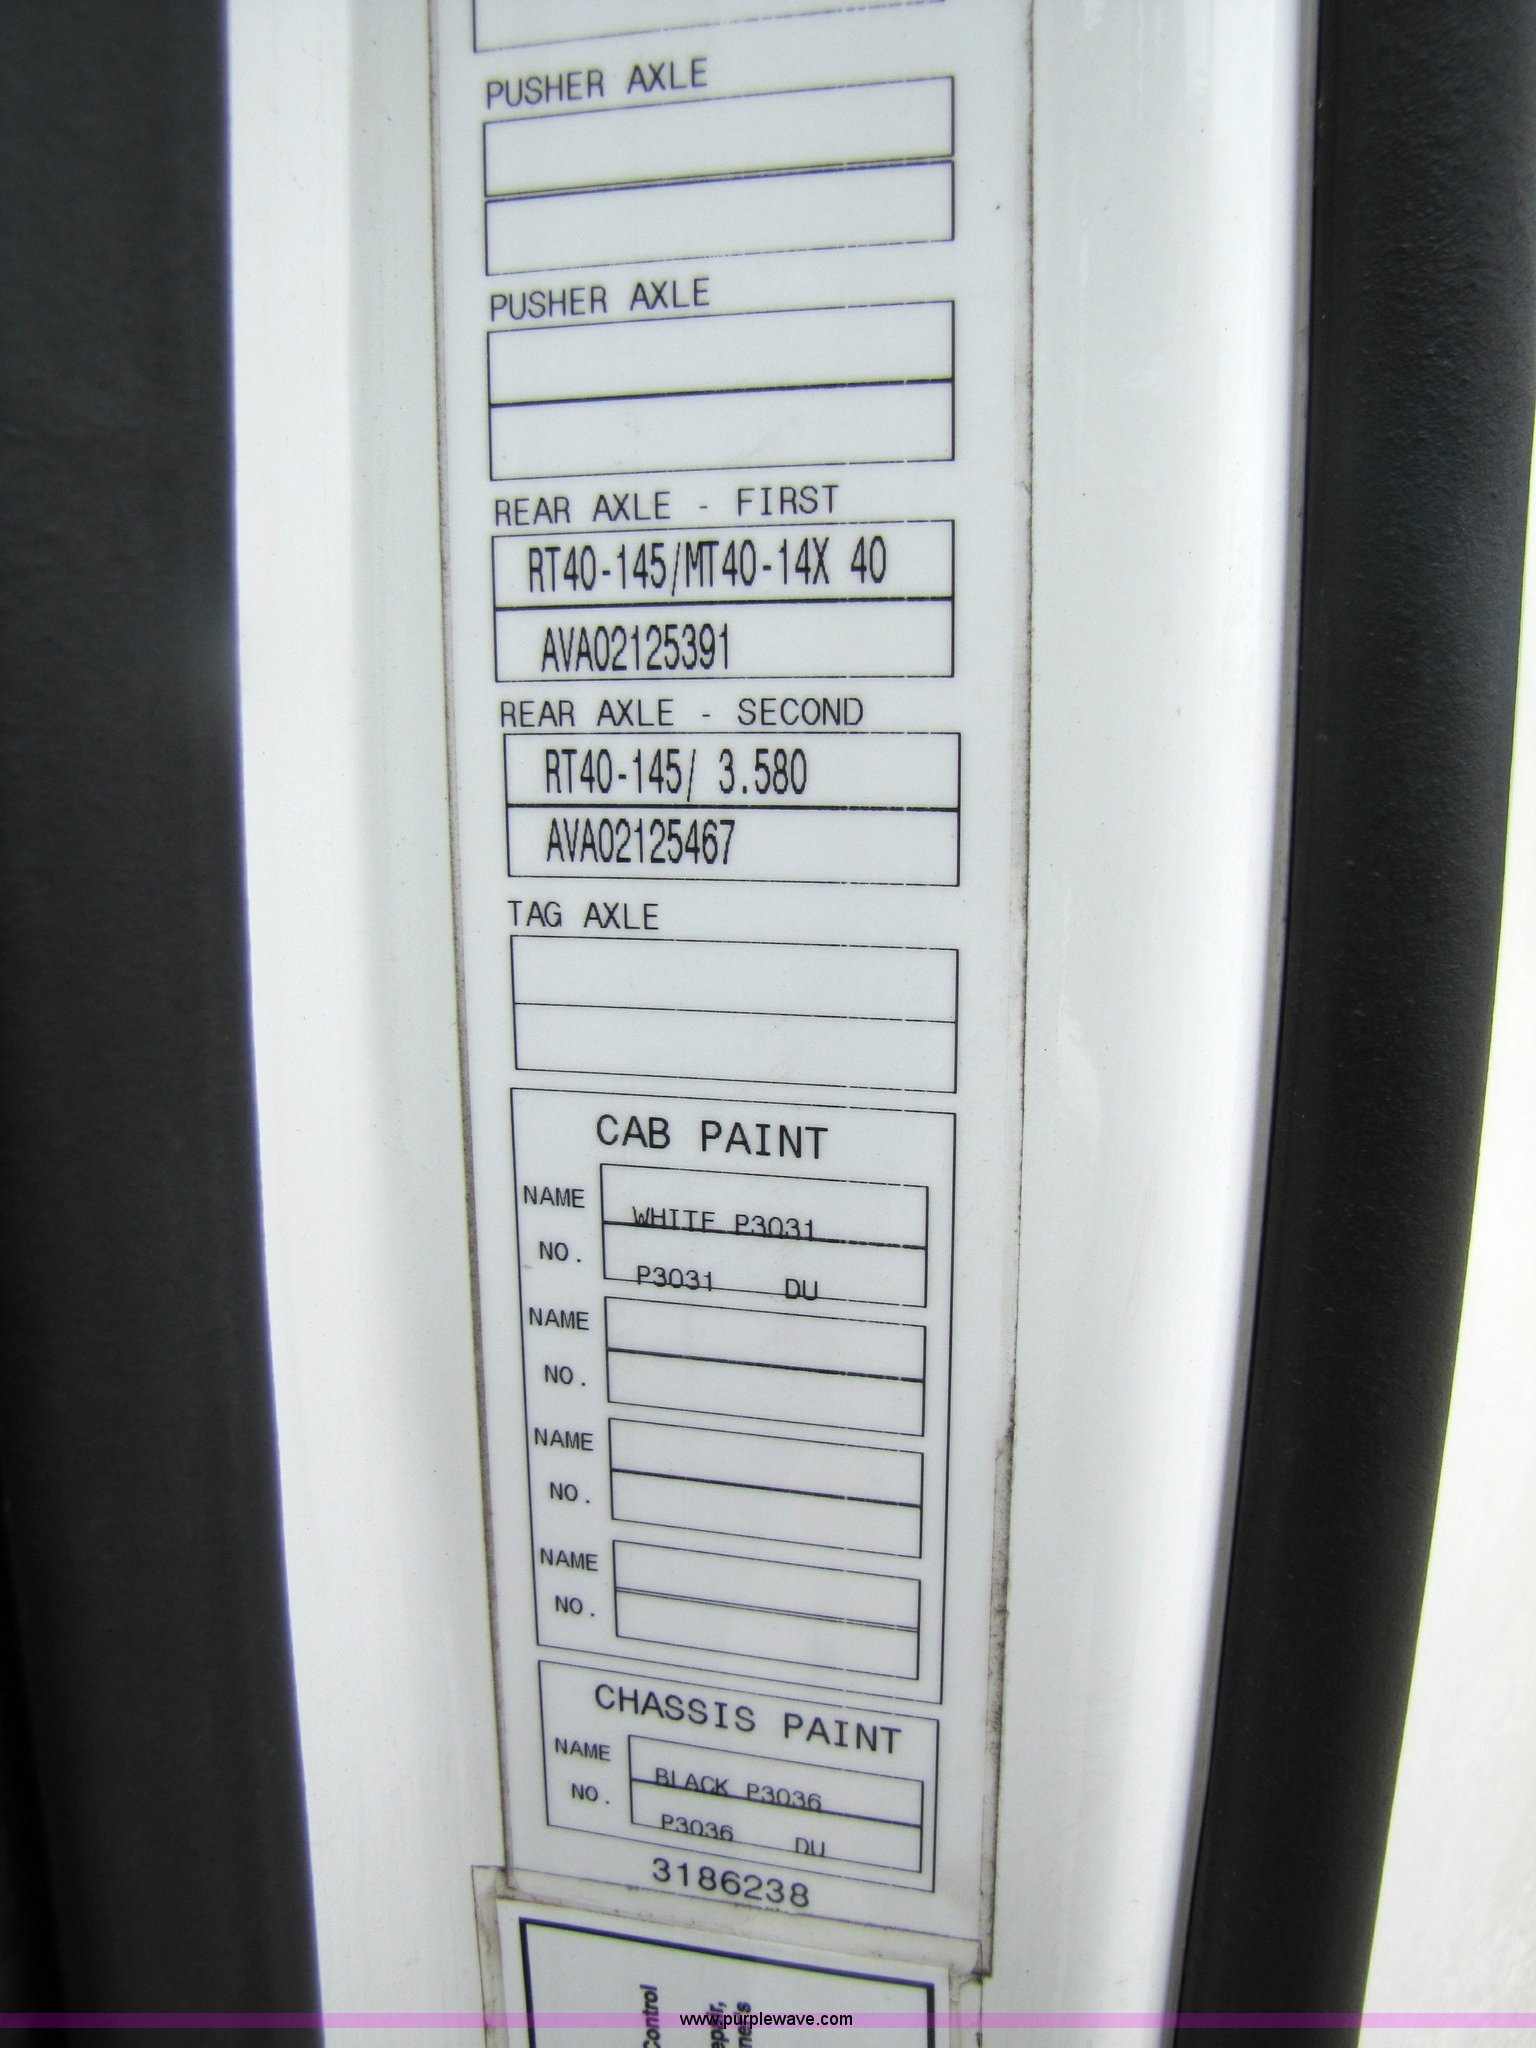 PUSHER AXLE
PUSHER AXLE
REAR AXLE - FIRST
RT40-145/MT40-14X 40
AVA02125391
REAR AXLE - SECOND
RT40-145/ 3.580
AVA02125467
TAG AXLE
CAB PAINT
NAME WHITE P3031
NO. P3031 DU
NAME
NO.
NAME
NO.
NAME
NO.
CHASSIS PAINT
NAME BLACK P3036
NO. P3036 DU
3186238
Control
www.purplewave.com